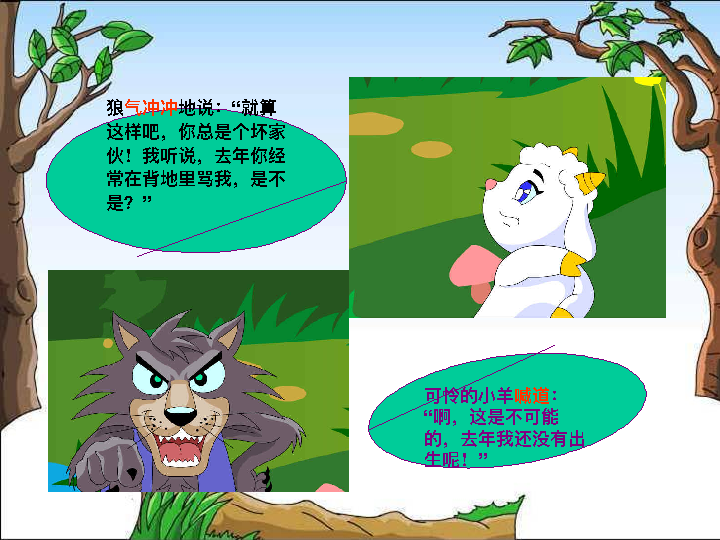 狼气冲冲地说：“就算
这样吧，你总是个坏家
伙！我听说，去年你经
常在背地里骂我，是不
是？”
可怜的小羊喊道：
“啊，这是不可能
的，去年我还没有出
生呢！”